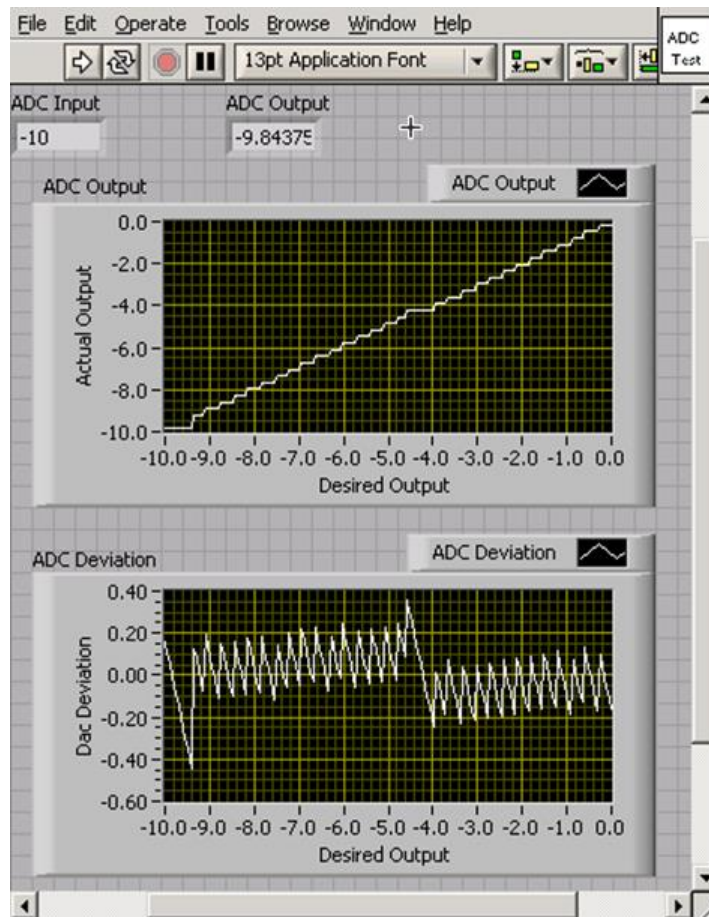 File Edit Operate Tools Browse Window Help
ADC
Test
13pt Application Font
ADC Input
ADC Output
-10
-9.84375
ADC Output
ADC Output
0.0
-2.0
-4.0
-6.0
-8.0
-10.0
Actual Output
-10.0 -9.0 -8.0 -7.0 -6.0 -5.0 -4.0 -3.0 -2.0 -1.0 0.0
Desired Output
ADC Deviation
ADC Deviation
0.40
0.20
0.00
-0.20
-0.40
-0.60
Dac Deviation
-10.0 -9.0 -8.0 -7.0 -6.0 -5.0 -4.0 -3.0 -2.0 -1.0 0.0
Desired Output